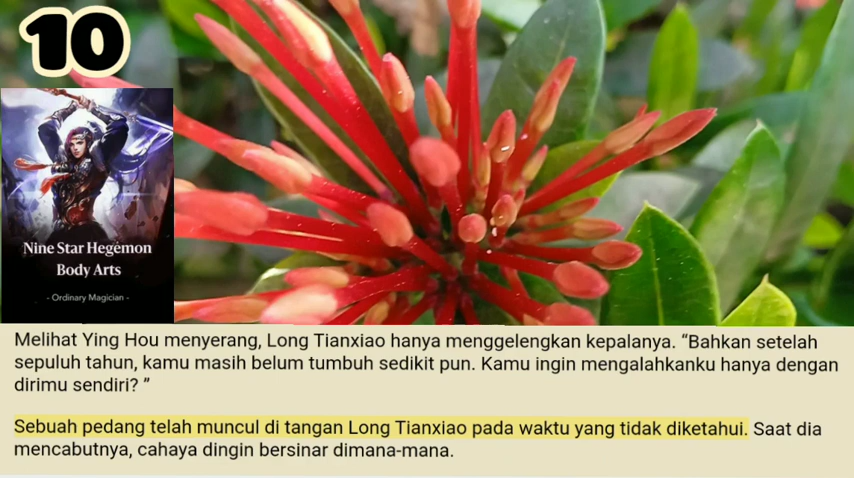 10
Nine Star Hegemon
Body Arts
- Ordinary Magician -
Melihat Ying Hou menyerang, Long Tianxiao hanya menggelengkan kepalanya. “Bahkan setelah
sepuluh tahun, kamu masih belum tumbuh sedikit pun. Kamu ingin mengalahkanku hanya dengan
dirimu sendiri? ”
Sebuah pedang telah muncul di tangan Long Tianxiao pada waktu yang tidak diketahui. Saat dia
mencabutnya, cahaya dingin bersinar dimana-mana.